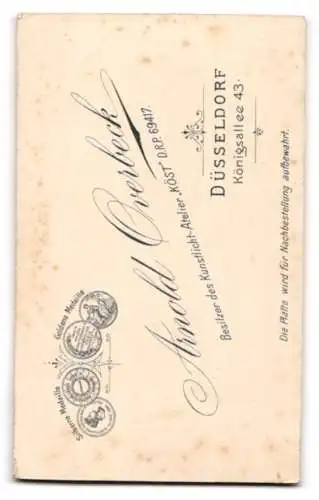 Silberne Medaille
Goldene Medaille
Arnold Overbeck
Besitzer des Kunstlicht-Atelier „KÖST" D.R.P. 69417.
DÜSSELDORF
Königsallee 43.
Die Platte wird für Nachbestellung aufbewahrt.